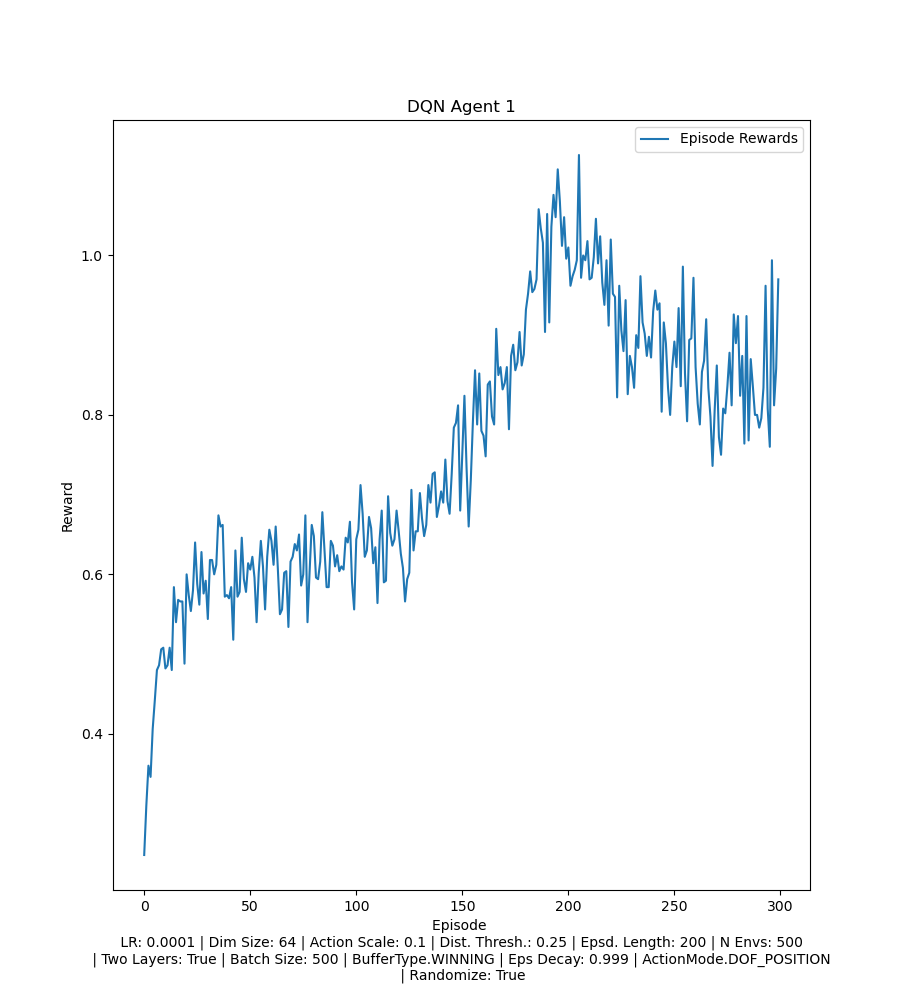 DQN Agent 1
Episode Rewards
1.0
0.8
0.6
0.4
Reward
0 50 100 150 200 250 300
Episode
LR: 0.0001 | Dim Size: 64 | Action Scale: 0.1 | Dist. Thresh.: 0.25 | Epsd. Length: 200 | N Envs: 500
| Two Layers: True | Batch Size: 500 | BufferType.WINNING | Eps Decay: 0.999 | ActionMode.DOF_POSITION
| Randomize: True